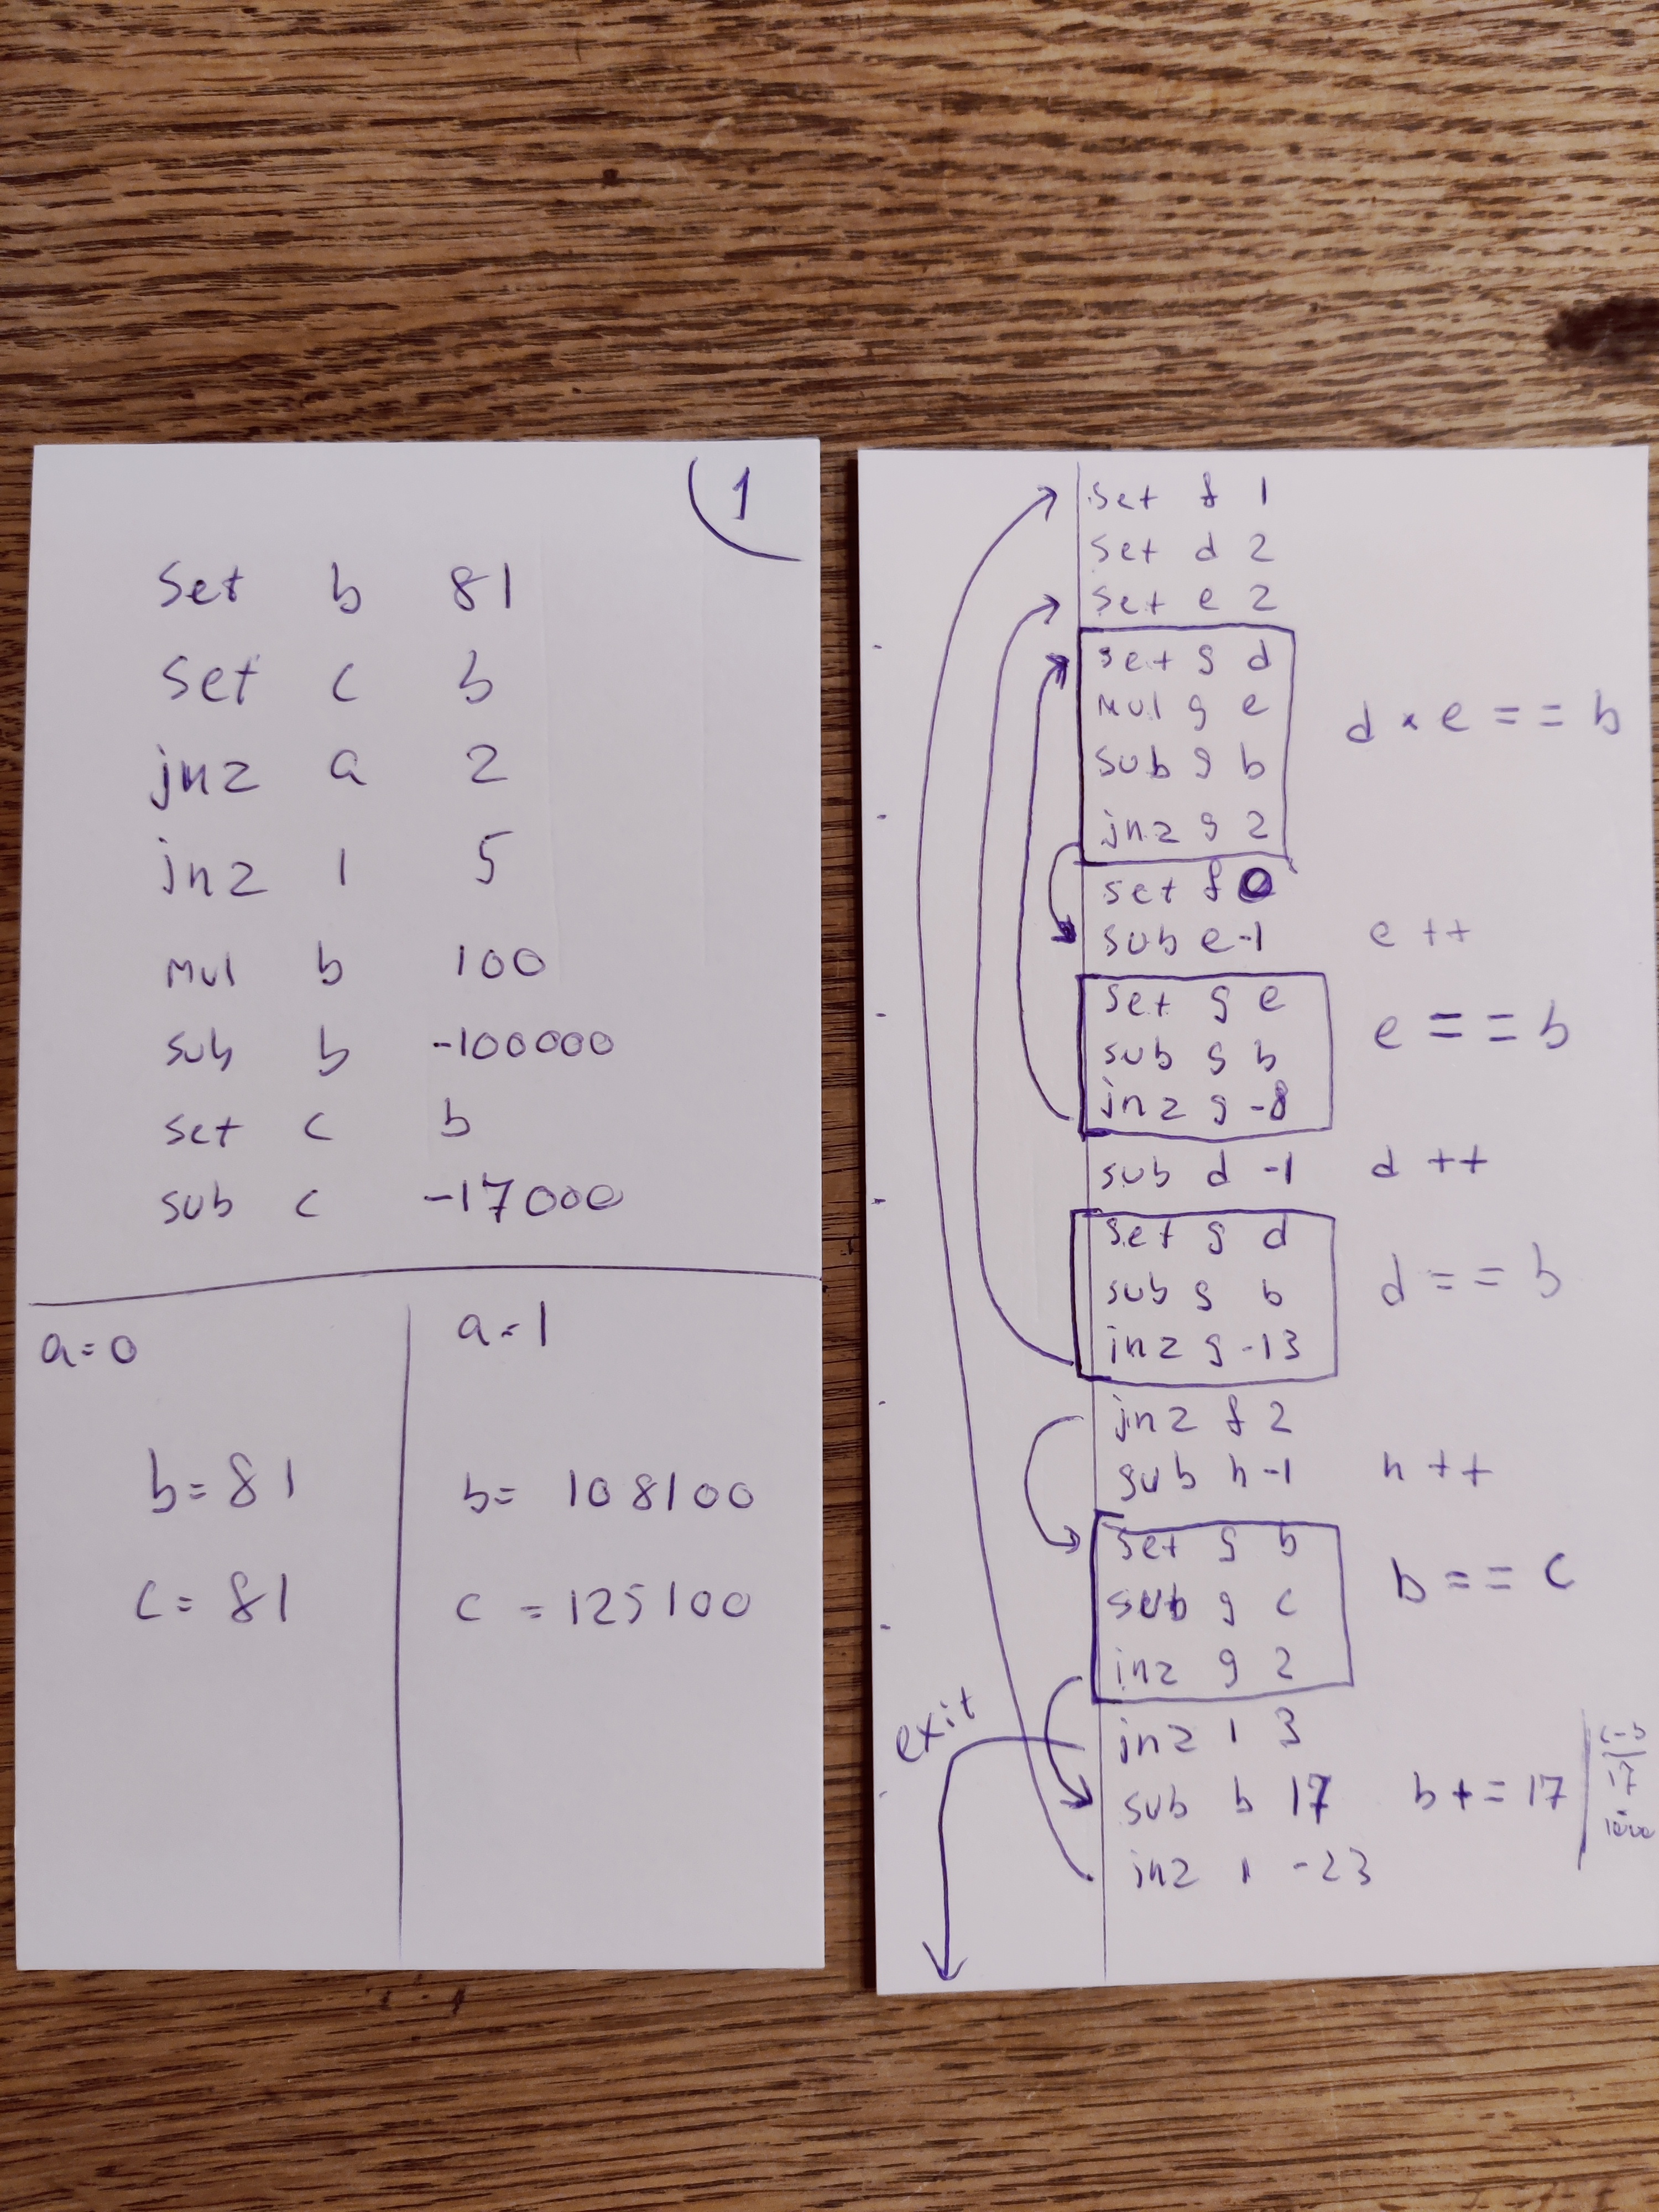 1
set b 81
set c b
jnz a 2
jnz 1 5
mul b 100
sub b -100000
set c b
sub c -17000
a=0
b=81
c=81
a=1
b= 108100
c =125100
set f 1
set d 2
set e 2
set g d
mul g e
sub g b
jnz g 2
d × e == b
set f 0
sub e -1 e ++
set g e
sub g b
jnz g -8
e == b
sub d -1 d ++
set g d
sub g b
jnz g -13
d == b
jnz f 2
sub h -1 h ++
set g b
sub g c
jnz g 2
b == c
exit
jnz 1 3
sub b 17 b += 17
jnz 1 -23
c-b
17
1000